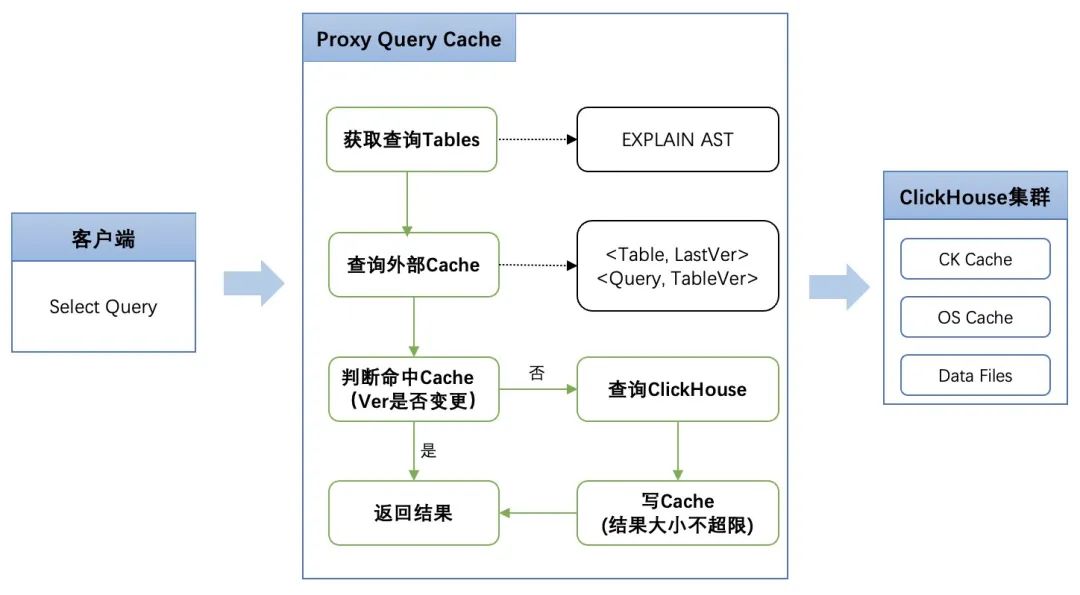 Proxy Query Cache
获取查询Tables
EXPLAIN AST
客户端
Select Query
查询外部Cache
<Table, LastVer>
<Query, TableVer>
判断命中Cache
（Ver是否变更）
否
查询ClickHouse
是
返回结果
写Cache
(结果大小不超限)
ClickHouse集群
CK Cache
OS Cache
Data Files